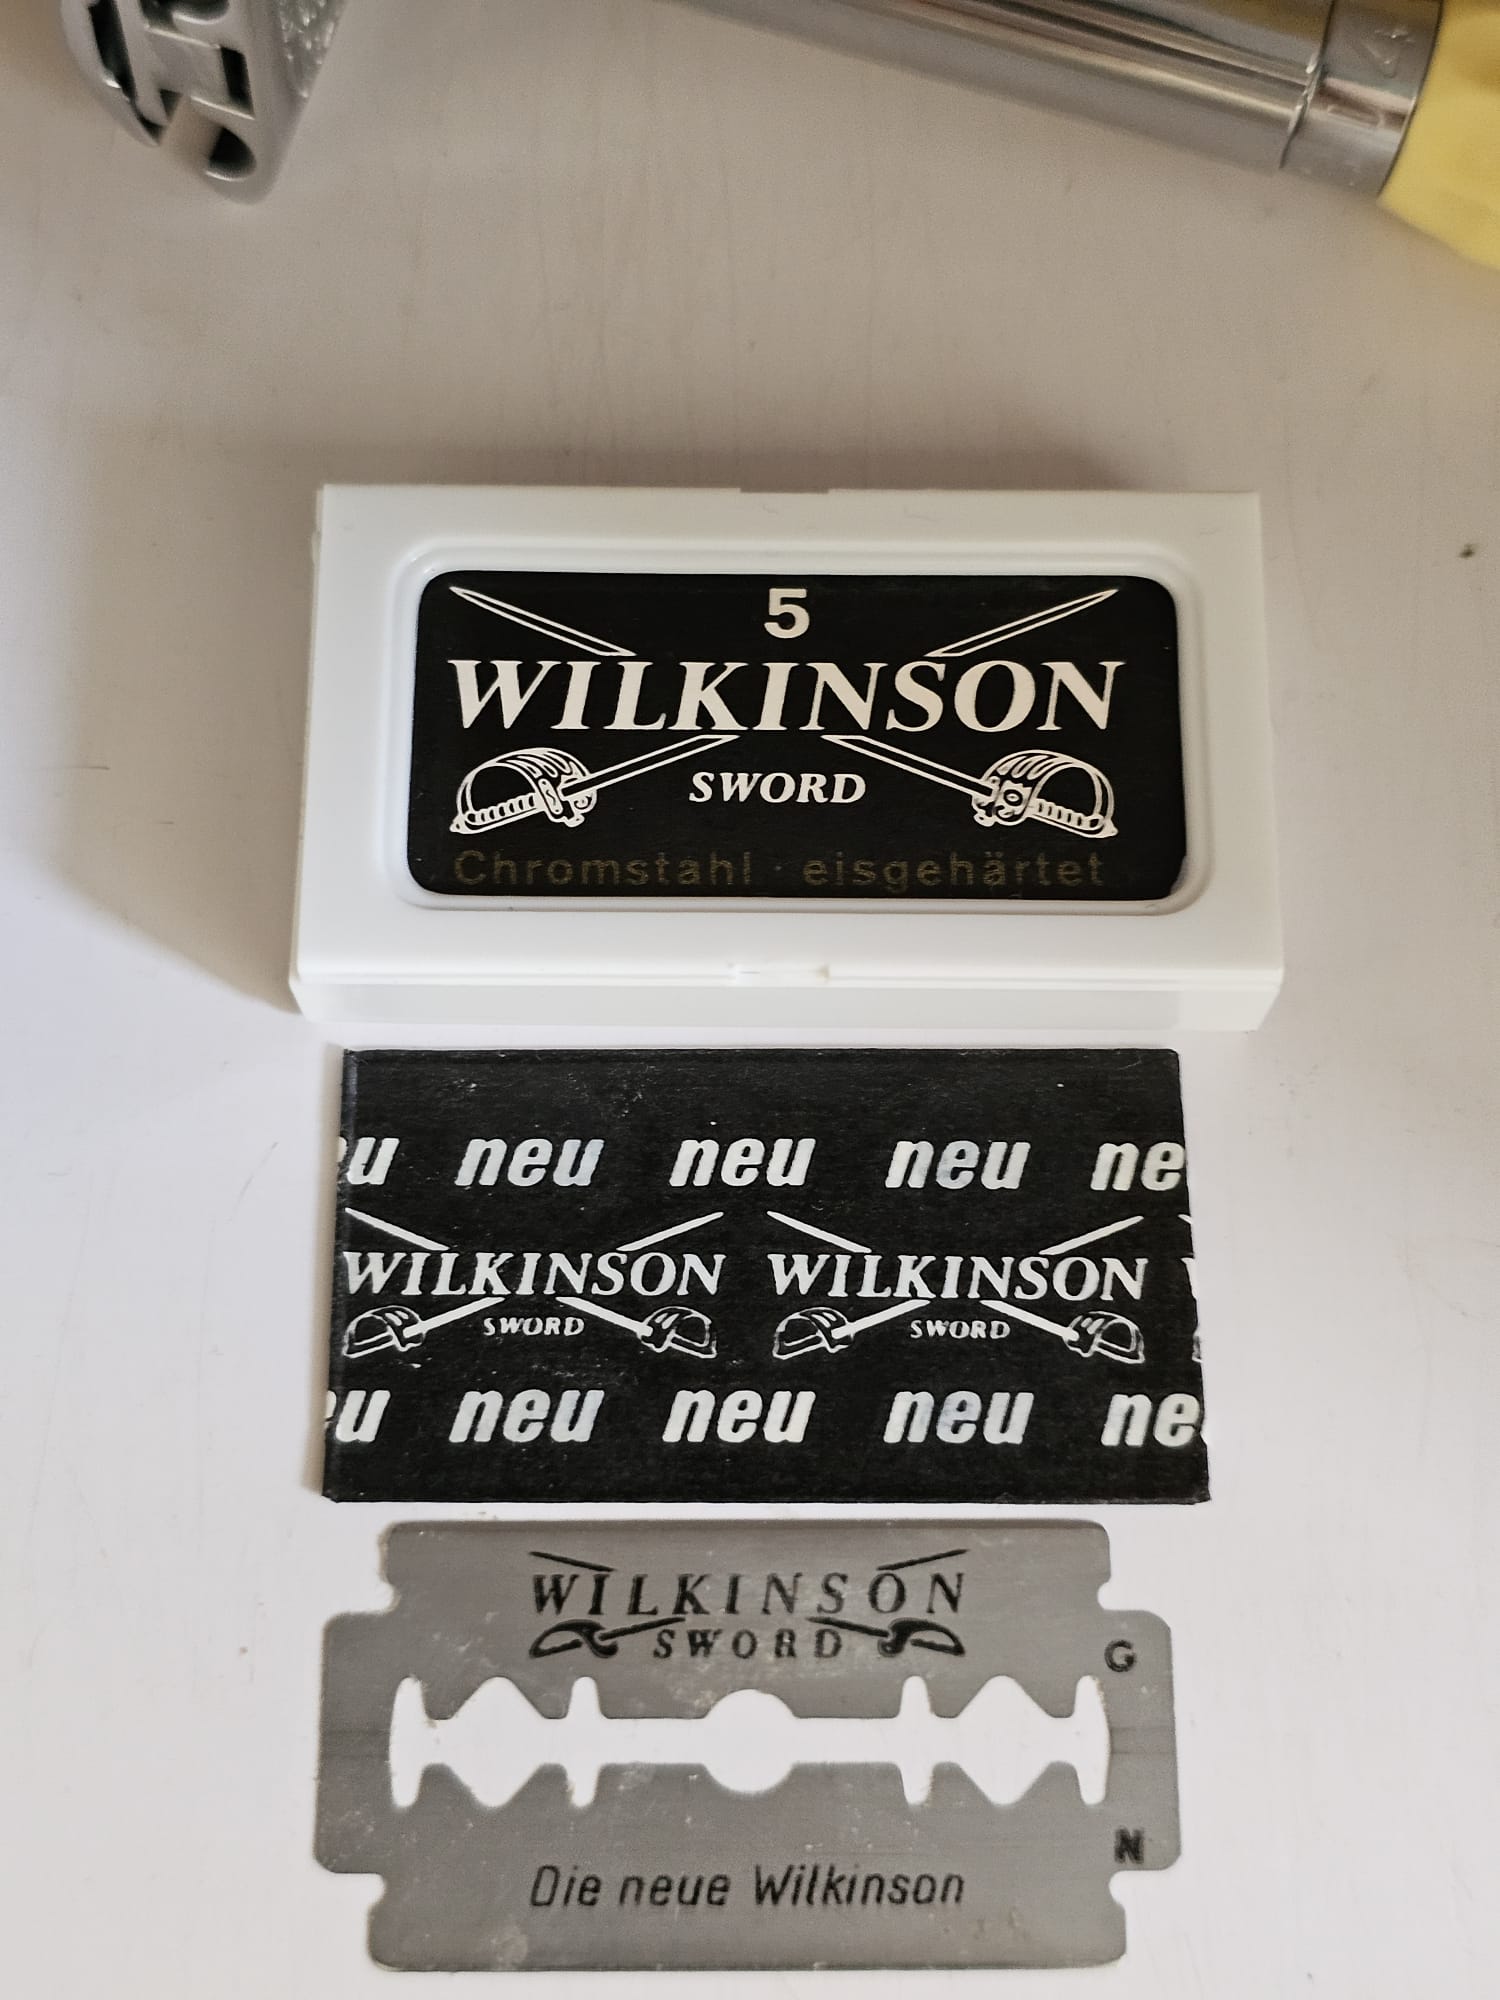 5
WILKINSON
SWORD
Chromstahl · eisgehärtet
neu neu neu
WILKINSON WILKINSON
SWORD SWORD
neu neu neu
WILKINSON
SWORD
G
N
Die neue Wilkinson